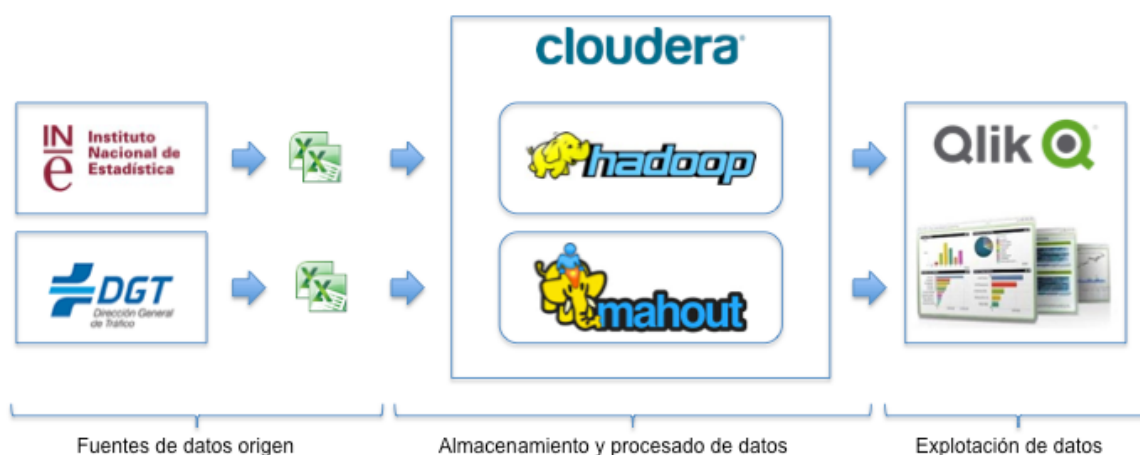 cloudera
INe
Instituto
Nacional de
Estadística
hadoop
Qlik Q
DGT
Dirección General
de Tráfico
mahout
Fuentes de datos origen
Almacenamiento y procesado de datos
Explotación de datos